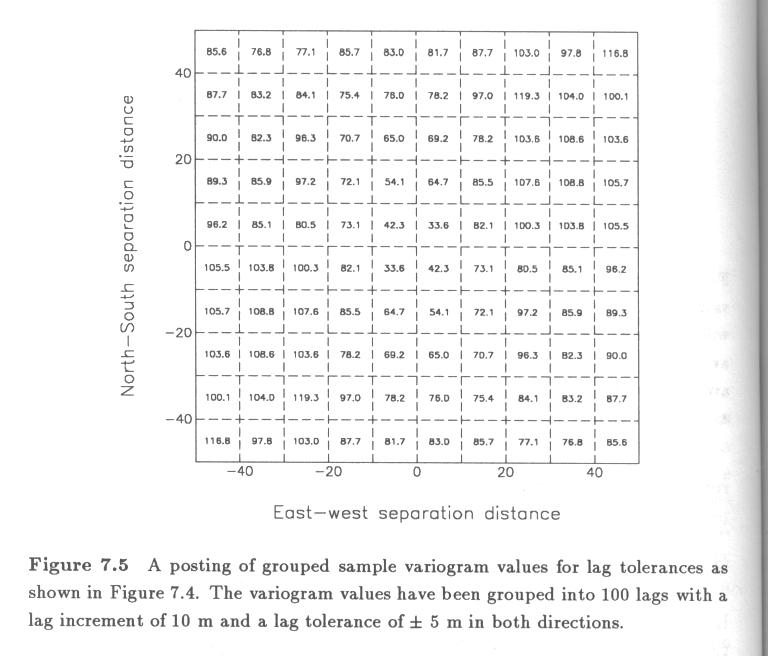 85.6 76.8 77.1 85.7 83.0 81.7 87.7 103.0 97.8 116.8
40
87.7 83.2 84.1 75.4 76.0 78.2 97.0 119.3 104.0 100.1
90.0 82.3 96.3 70.7 65.0 69.2 78.2 103.6 108.6 103.6
20
89.3 85.9 97.2 72.1 54.1 64.7 85.5 107.6 108.8 105.7
96.2 85.1 80.5 73.1 42.3 33.6 82.1 100.3 103.8 105.5
0
105.5 103.8 100.3 82.1 33.6 42.3 73.1 80.5 85.1 96.2
105.7 108.8 107.6 85.5 64.7 54.1 72.1 97.2 85.9 89.3
−20
103.6 108.6 103.6 78.2 69.2 65.0 70.7 96.3 82.3 90.0
100.1 104.0 119.3 97.0 78.2 76.0 75.4 84.1 83.2 87.7
−40
116.8 97.8 103.0 87.7 81.7 83.0 85.7 77.1 76.8 85.6
−40 −20 0 20 40
North−South separation distance
East−west separation distance
Figure 7.5 A posting of grouped sample variogram values for lag tolerances as
shown in Figure 7.4. The variogram values have been grouped into 100 lags with a
lag increment of 10 m and a lag tolerance of ± 5 m in both directions.